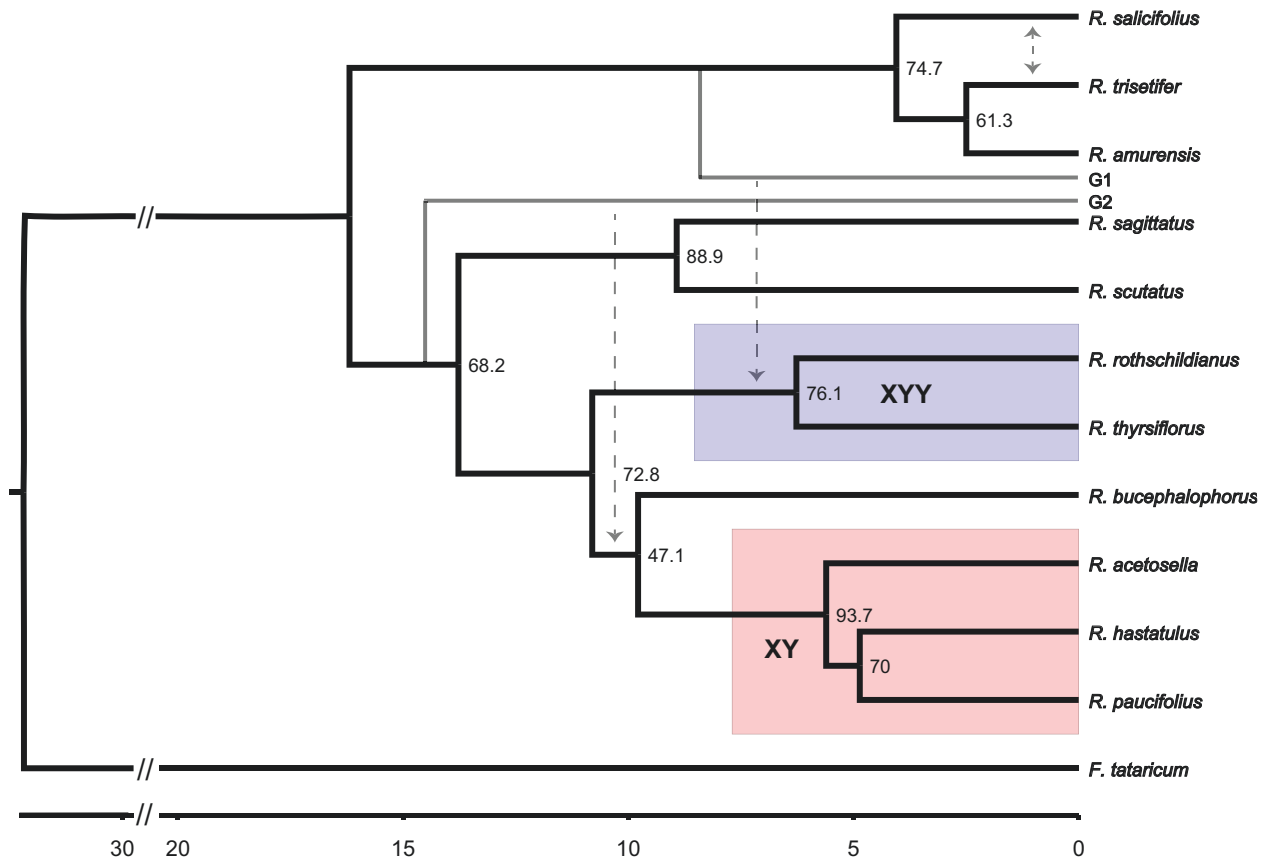 R. salicifolius
74.7
R. trisetifer
61.3
R. amurensis
G1
G2
//
R. sagittatus
88.9
R. scutatus
R. rothschildianus
68.2
76.1 XYY
R. thyrsiflorus
72.8
R. bucephalophorus
47.1
R. acetosella
93.7
R. hastatulus
XY
70
R. paucifolius
//
F. tataricum
//
30 20 15 10 5 0